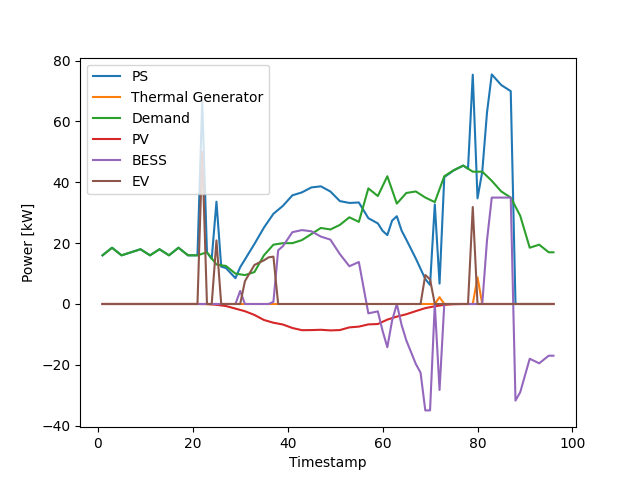 80
60
40
20
0
−20
−40
Power [kW]
PS
Thermal Generator
Demand
PV
BESS
EV
0
20
40
60
80
100
Timestamp